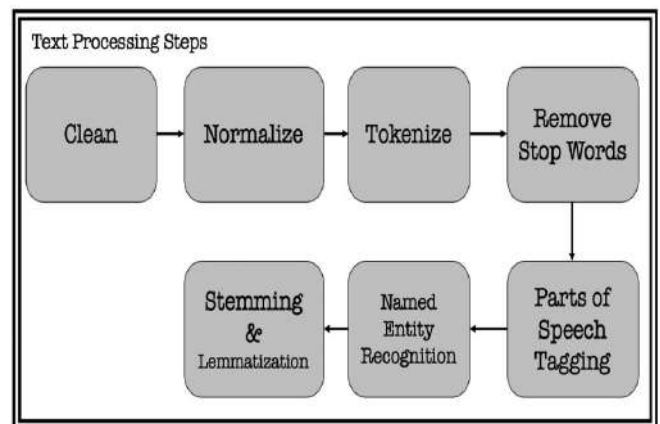 Text Processing Steps
Clean
Normalize
Tokenize
Remove
Stop Words
Parts of
Speech
Tagging
Named
Entity
Recognition
Stemming
&
Lemmatization